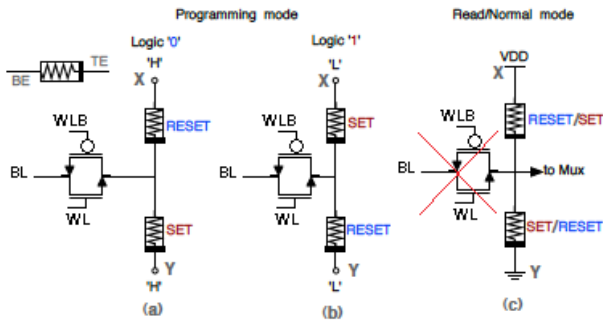 Programming mode
Read/Normal mode
Logic '0'
'H'
X
TE
BE
RESET
WLB
BL
WL
SET
Y
'H'
(a)
Logic '1'
'L'
X
SET
WLB
BL
WL
RESET
Y
'L'
(b)
VDD
X
RESET/SET
WLB
BL
to Mux
WL
SET/RESET
Y
(c)